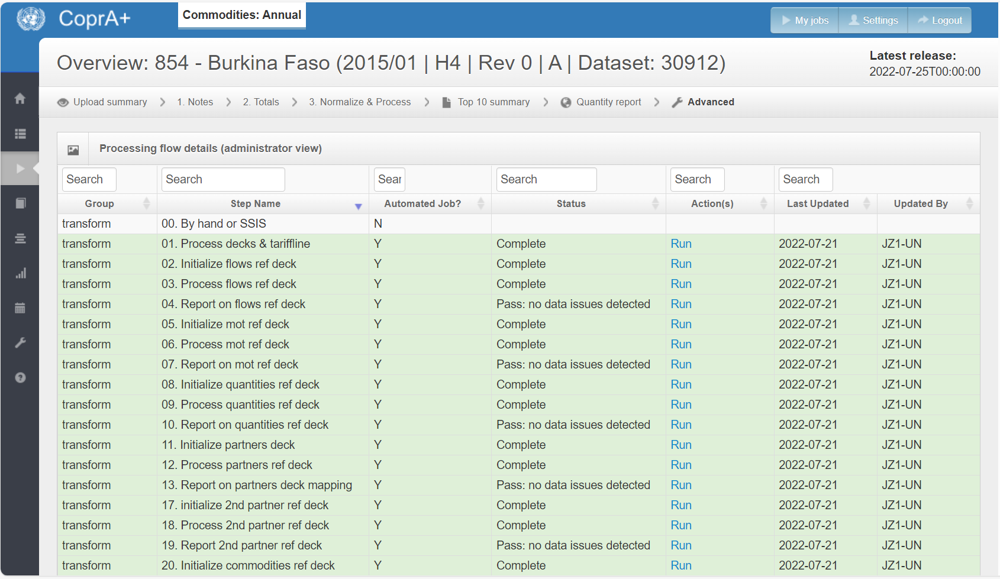 CoprA+
Commodities: Annual
My jobs Settings Logout
Overview: 854 - Burkina Faso (2015/01 | H4 | Rev 0 | A | Dataset: 30912)
Latest release:
2022-07-25T00:00:00
Upload summary 1. Notes 2. Totals 3. Normalize & Process Top 10 summary Quantity report Advanced
Processing flow details (administrator view)
Search Search Sear Search Search Search
Group Step Name Automated Job? Status Action(s) Last Updated Updated By
transform 00. By hand or SSIS N
transform 01. Process decks & tariffline Y Complete Run 2022-07-21 JZ1-UN
transform 02. Initialize flows ref deck Y Complete Run 2022-07-21 JZ1-UN
transform 03. Process flows ref deck Y Complete Run 2022-07-21 JZ1-UN
transform 04. Report on flows ref deck Y Pass: no data issues detected Run 2022-07-21 JZ1-UN
transform 05. Initialize mot ref deck Y Complete Run 2022-07-21 JZ1-UN
transform 06. Process mot ref deck Y Complete Run 2022-07-21 JZ1-UN
transform 07. Report on mot ref deck Y Pass: no data issues detected Run 2022-07-21 JZ1-UN
transform 08. Initialize quantities ref deck Y Complete Run 2022-07-21 JZ1-UN
transform 09. Process quantities ref deck Y Complete Run 2022-07-21 JZ1-UN
transform 10. Report on quantities ref deck Y Pass: no data issues detected Run 2022-07-21 JZ1-UN
transform 11. Initialize partners deck Y Complete Run 2022-07-21 JZ1-UN
transform 12. Process partners ref deck Y Complete Run 2022-07-21 JZ1-UN
transform 13. Report on partners deck mapping Y Pass: no data issues detected Run 2022-07-21 JZ1-UN
transform 17. initialize 2nd partner ref deck Y Complete Run 2022-07-21 JZ1-UN
transform 18. Process 2nd partner ref deck Y Complete Run 2022-07-21 JZ1-UN
transform 19. Report 2nd partner ref deck Y Pass: no data issues detected Run 2022-07-21 JZ1-UN
transform 20. Initialize commodities ref deck Y Complete Run 2022-07-21 JZ1-UN